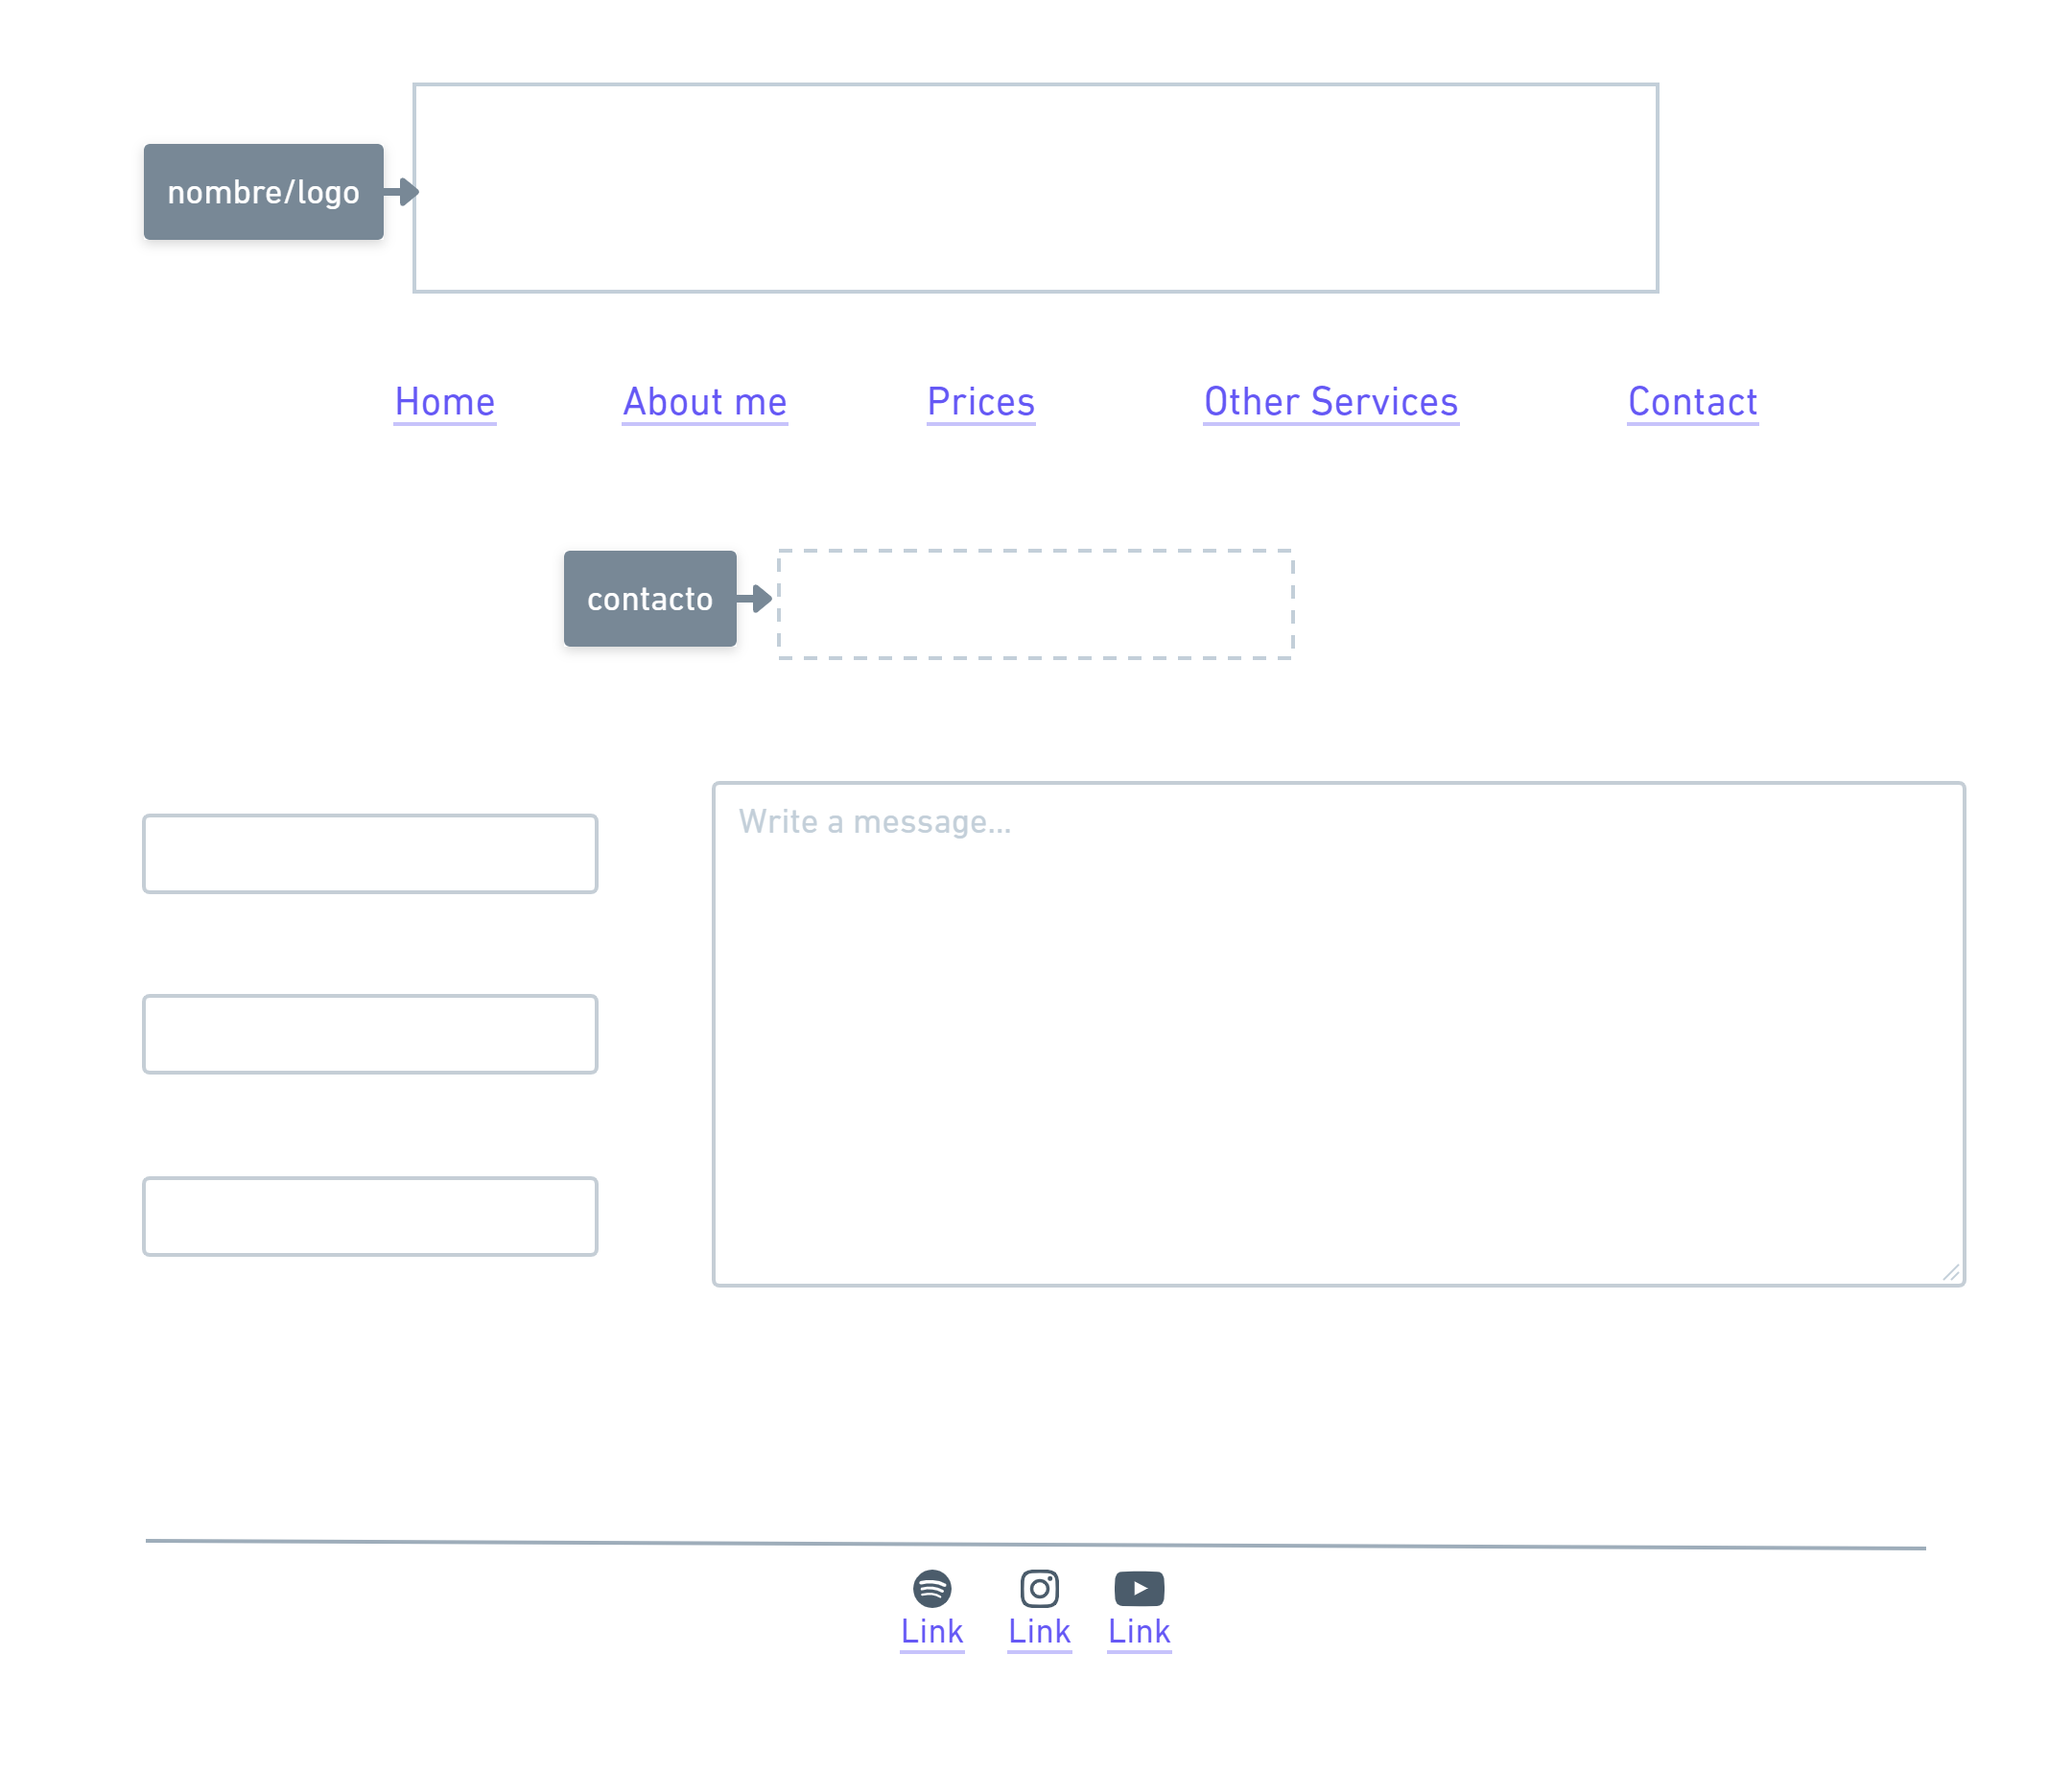 nombre/logo
Home About me Prices Other Services Contact
contacto
Write a message...
Link Link Link